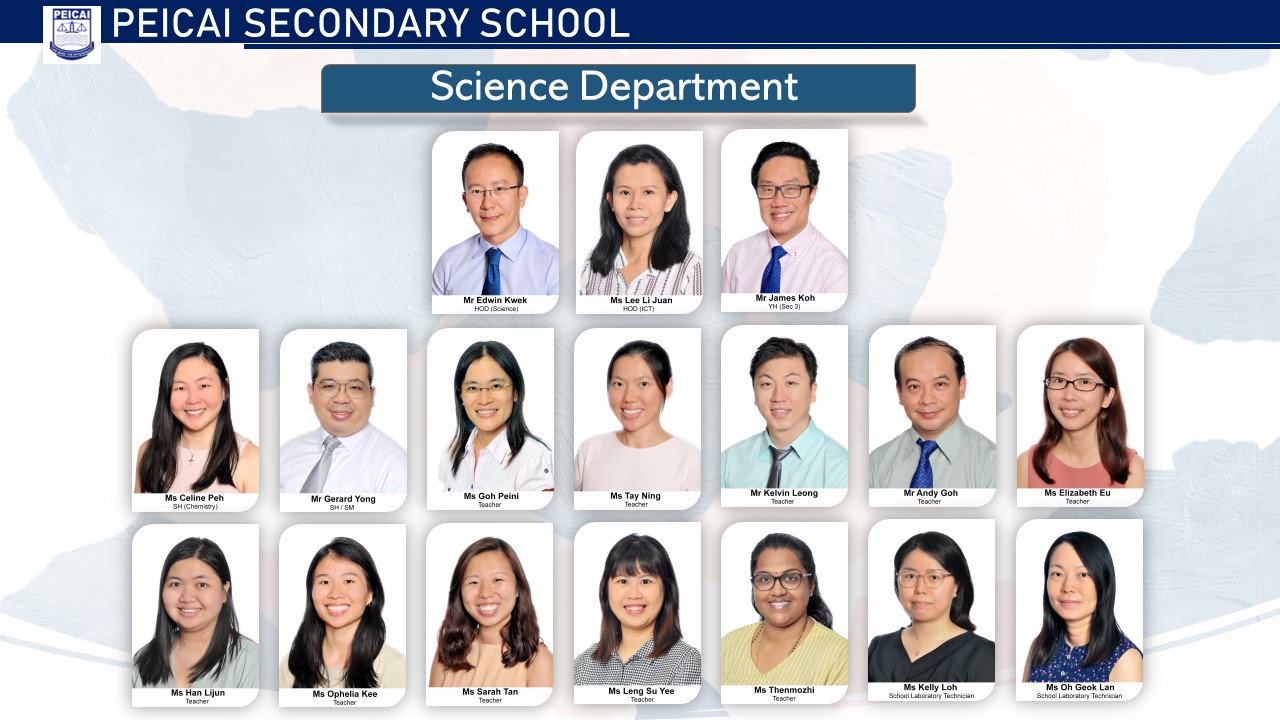 PEICAI
PEICAI SECONDARY SCHOOL
Science Department
Mr Edwin Kwek
HOD (Science)
Ms Lee Li Juan
HOD (ICT)
Mr James Koh
YH (Sec 3)
Ms Celine Peh
SH (Chemistry)
Mr Gerard Yong
SH / SM
Ms Goh Peini
Teacher
Ms Tay Ning
Teacher
Mr Kelvin Leong
Teacher
Mr Andy Goh
Teacher
Ms Elizabeth Eu
Teacher
Ms Han Lijun
Teacher
Ms Ophelia Kee
Teacher
Ms Sarah Tan
Teacher
Ms Leng Su Yee
Teacher
Ms Thenmozhi
Teacher
Ms Kelly Loh
School Laboratory Technician
Ms Oh Geok Lan
School Laboratory Technician